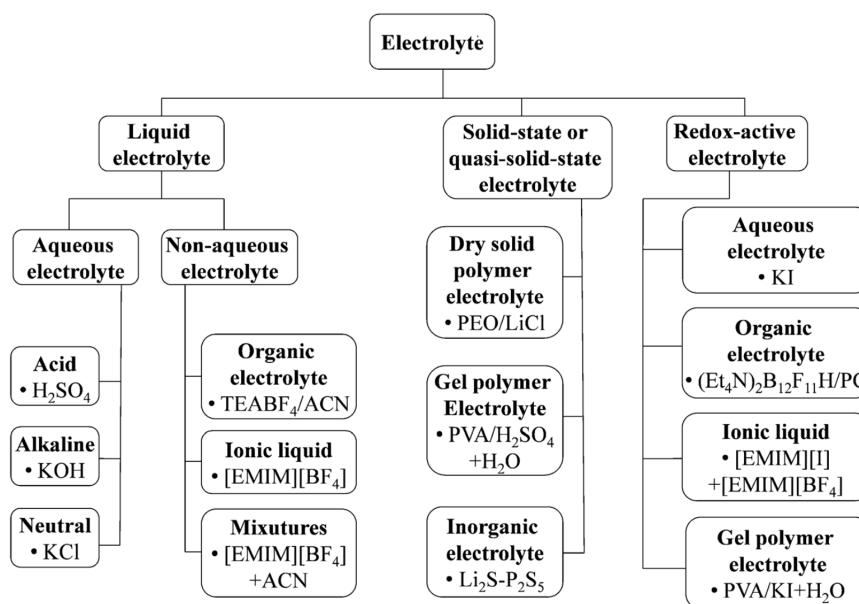 Electrolyte
Liquid
electrolyte
Solid-state or
quasi-solid-state
electrolyte
Redox-active
electrolyte
Aqueous
electrolyte
Non-aqueous
electrolyte
Acid
• H₂SO₄
Alkaline
• KOH
Neutral
• KCl
Organic
electrolyte
• TEABF₄/ACN
Ionic liquid
• [EMIM][BF₄]
Mixutures
• [EMIM][BF₄]
+ACN
Dry solid
polymer
electrolyte
• PEO/LiCl
Gel polymer
Electrolyte
• PVA/H₂SO₄
+H₂O
Inorganic
electrolyte
• Li₂S-P₂S₅
Aqueous
electrolyte
• KI
Organic
electrolyte
• (Et₄N)₂B₁₂F₁₁H/PC
Ionic liquid
• [EMIM][I]
+[EMIM][BF₄]
Gel polymer
electrolyte
• PVA/KI+H₂O